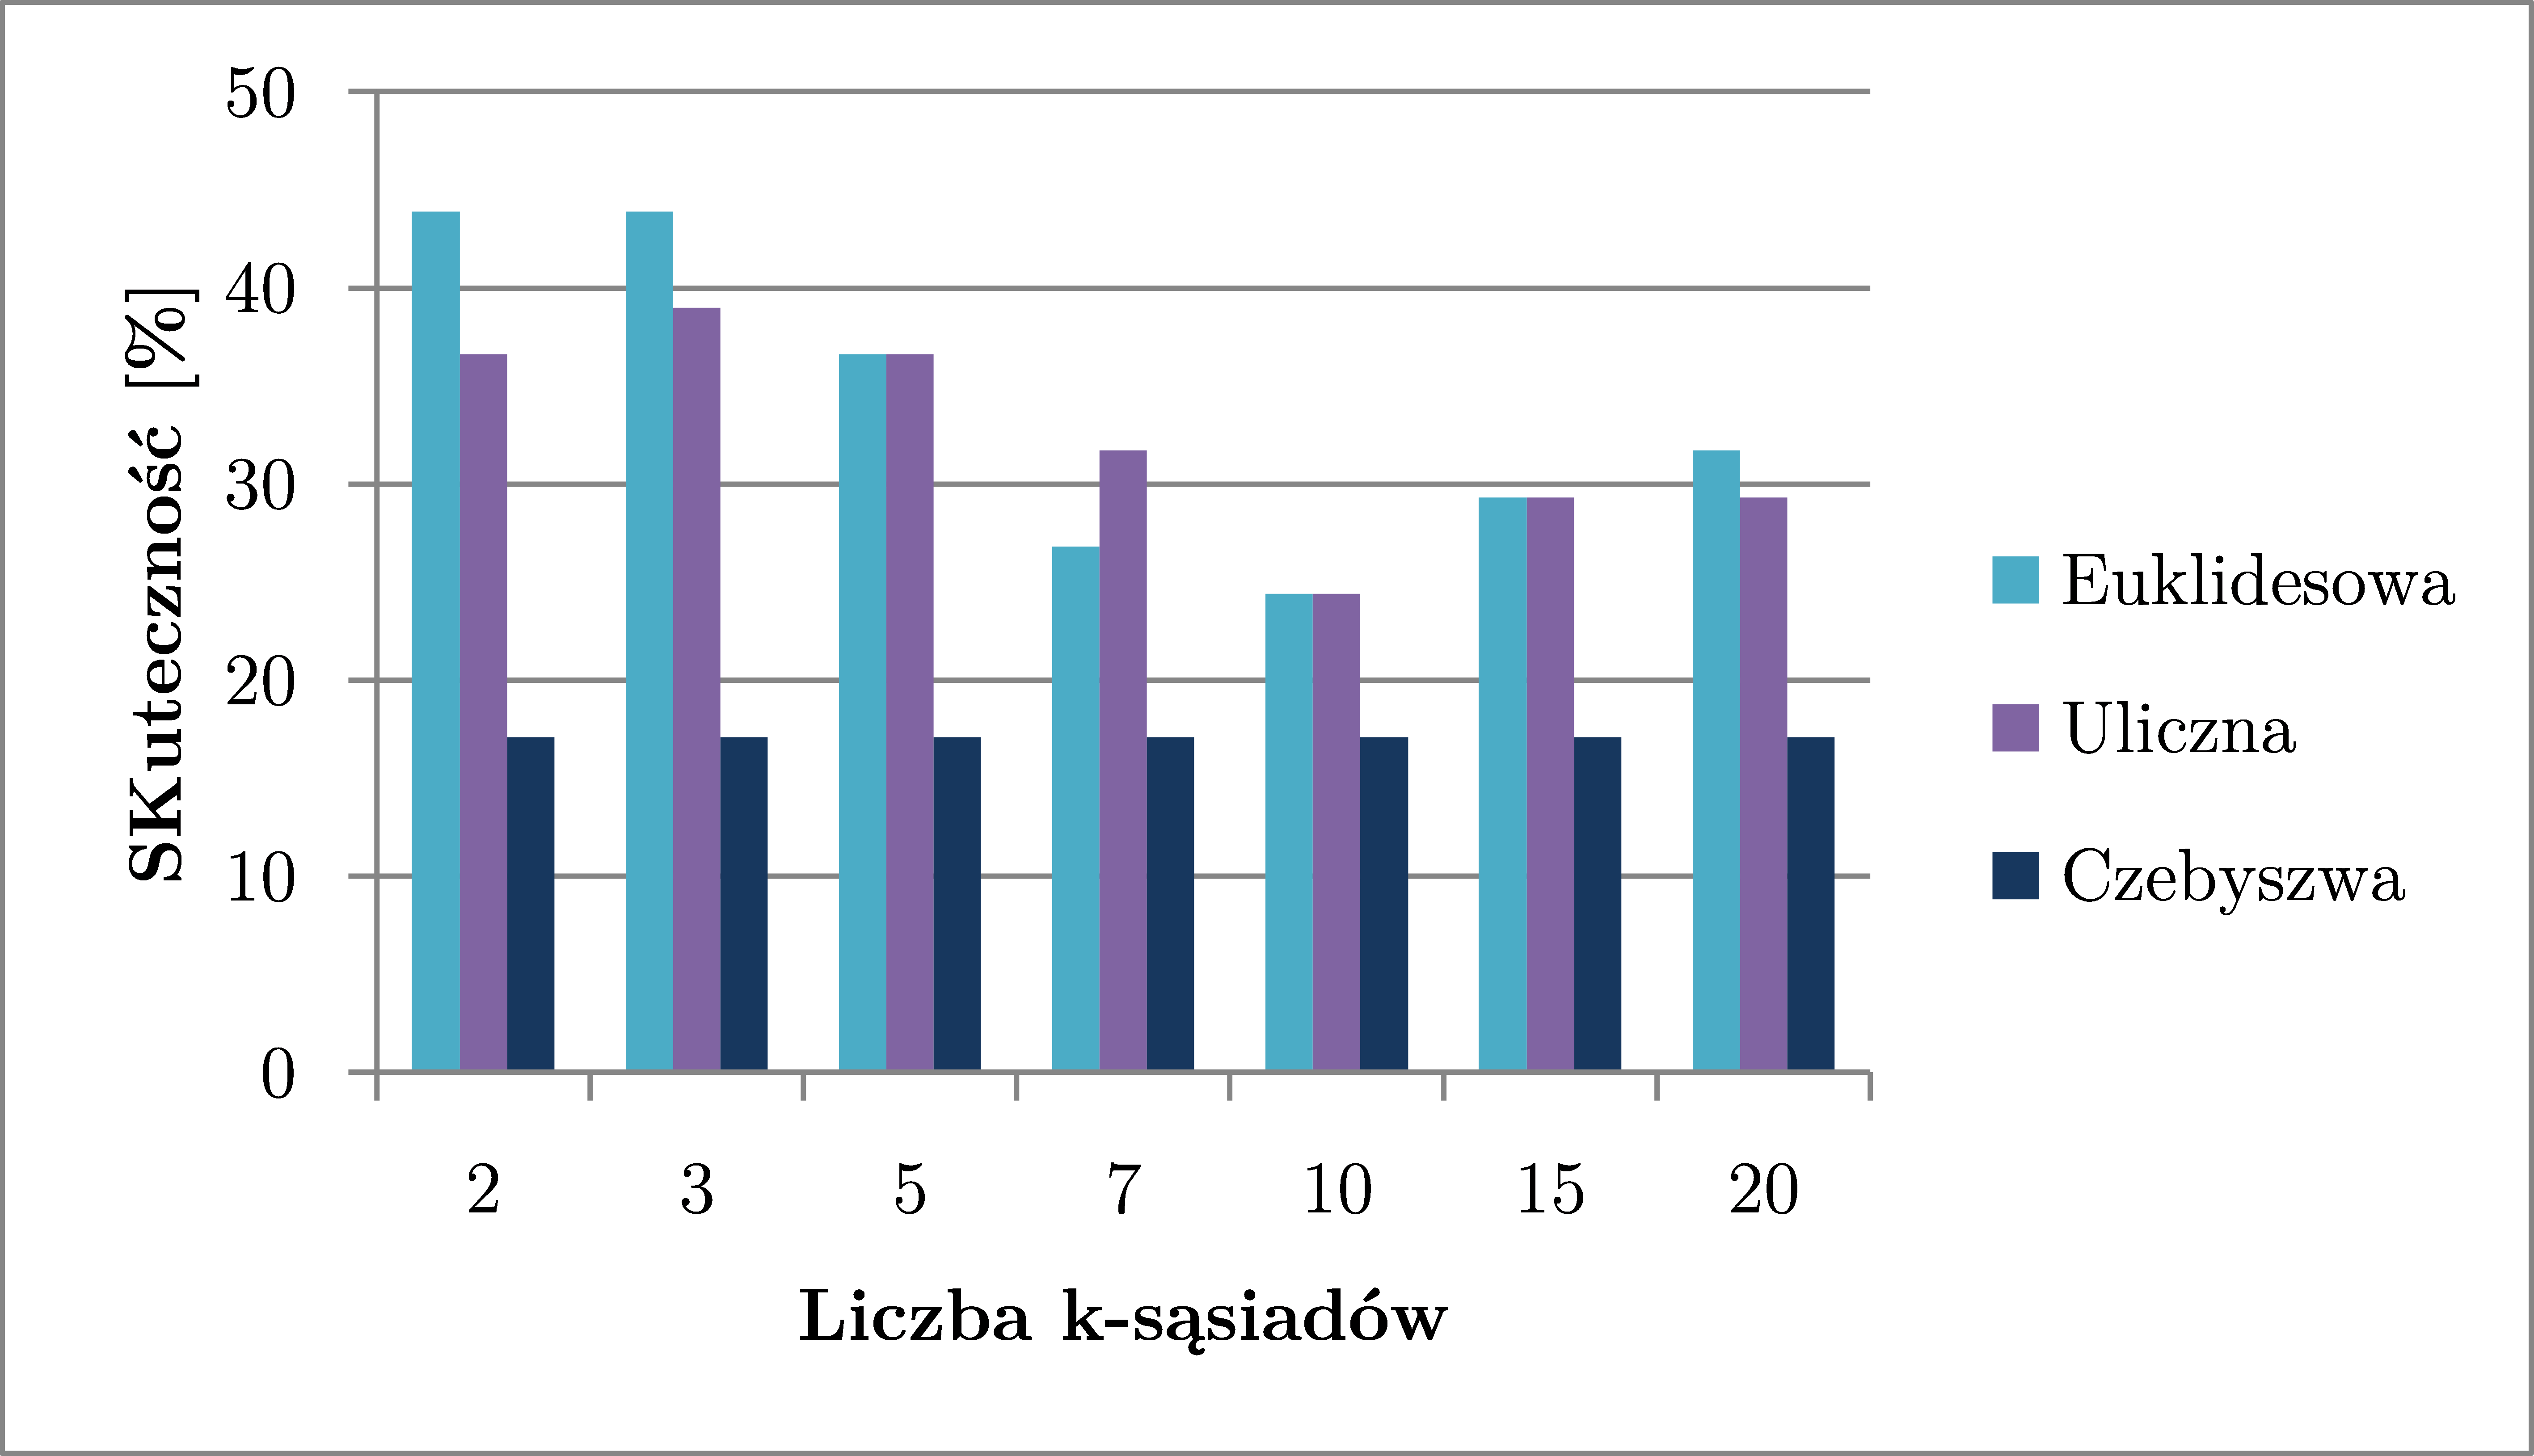 50
40
30
20
10
0
SKuteczność [%]
2 3 5 7 10 15 20
Liczba k-sąsiadów
Euklidesowa
Uliczna
Czebyszwa